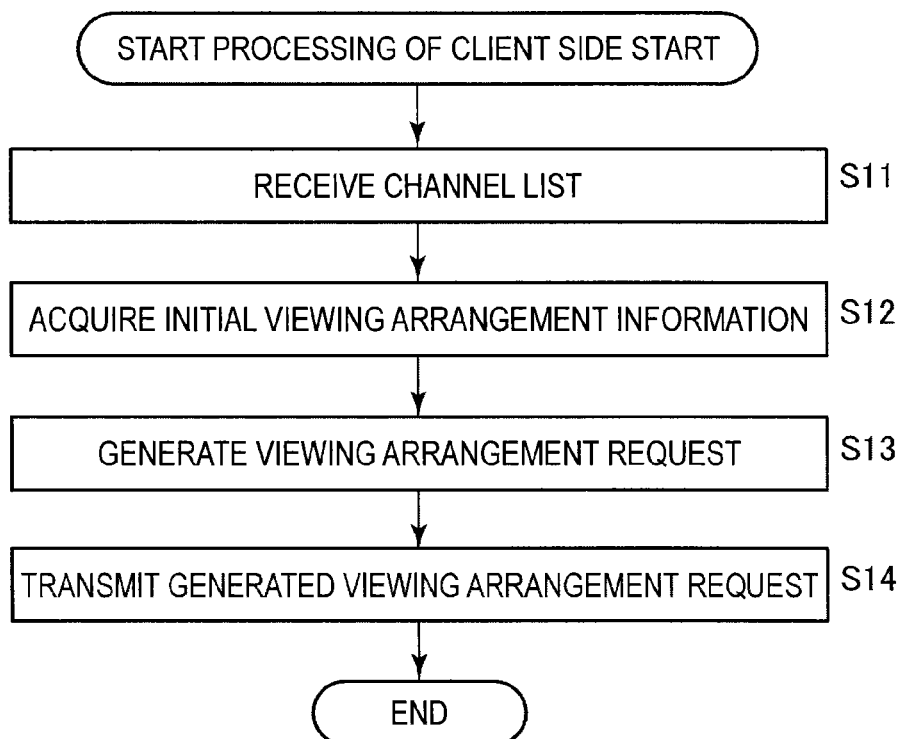 START PROCESSING OF CLIENT SIDE START
RECEIVE CHANNEL LIST
S11
ACQUIRE INITIAL VIEWING ARRANGEMENT INFORMATION
S12
GENERATE VIEWING ARRANGEMENT REQUEST
S13
TRANSMIT GENERATED VIEWING ARRANGEMENT REQUEST
S14
END